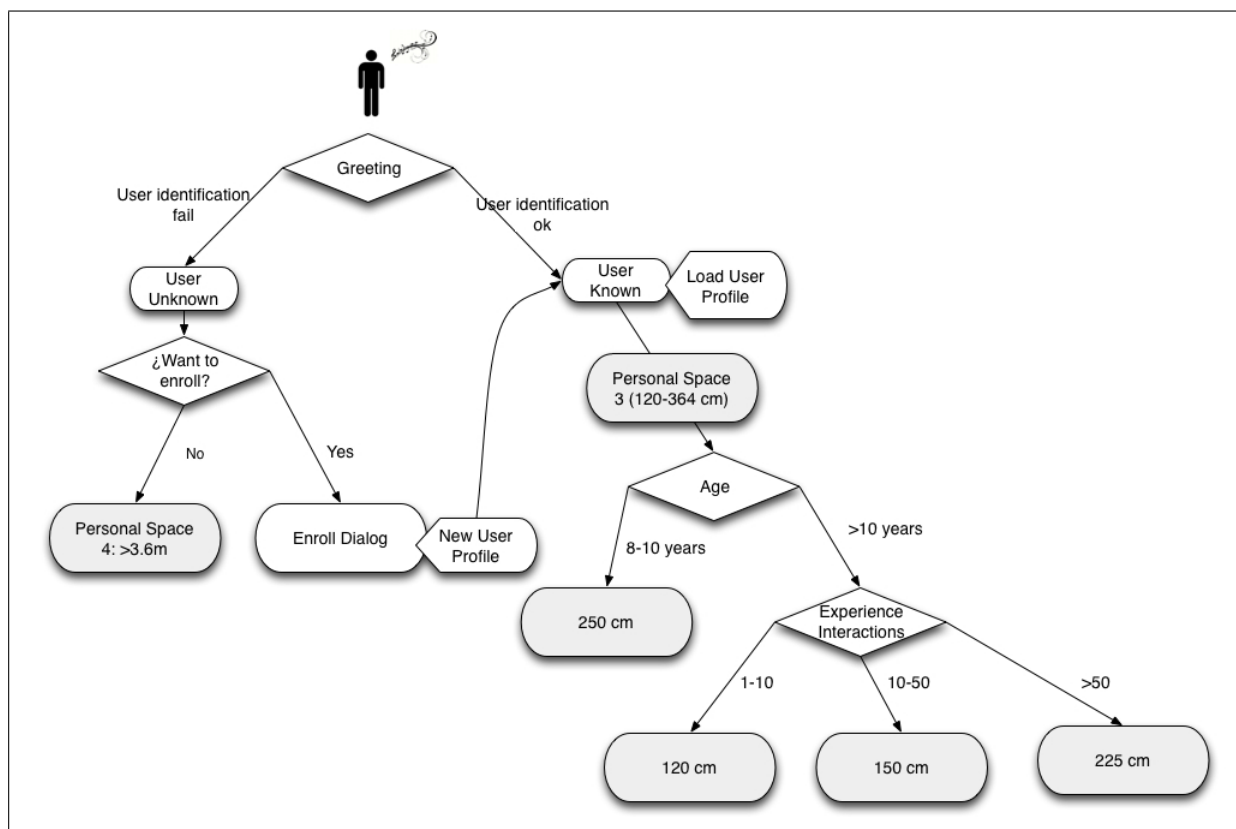 Greeting
User identification
fail
User identification
ok
User
Unknown
User
Known
Load User
Profile
¿Want to
enroll?
Personal Space
3 (120-364 cm)
No
Yes
Age
Personal Space
4: >3.6m
Enroll Dialog
New User
Profile
8-10 years
>10 years
250 cm
Experience
Interactions
1-10
10-50
>50
120 cm
150 cm
225 cm